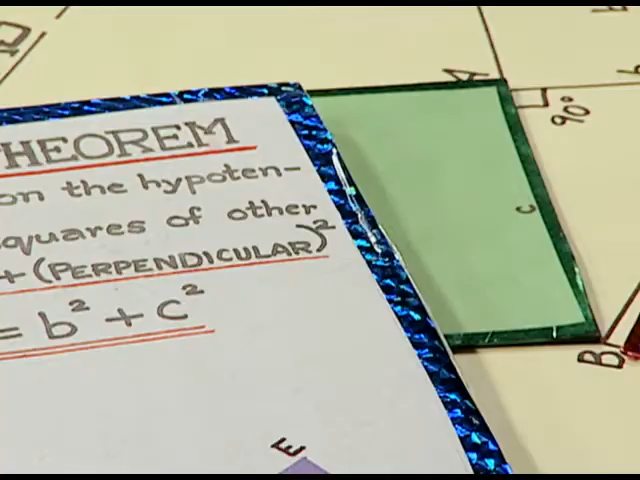 HEOREM
on the hypoten-
squares of other
+ (PERPENDICULAR)²
= b² + c²
E
A
90°
c
B
b